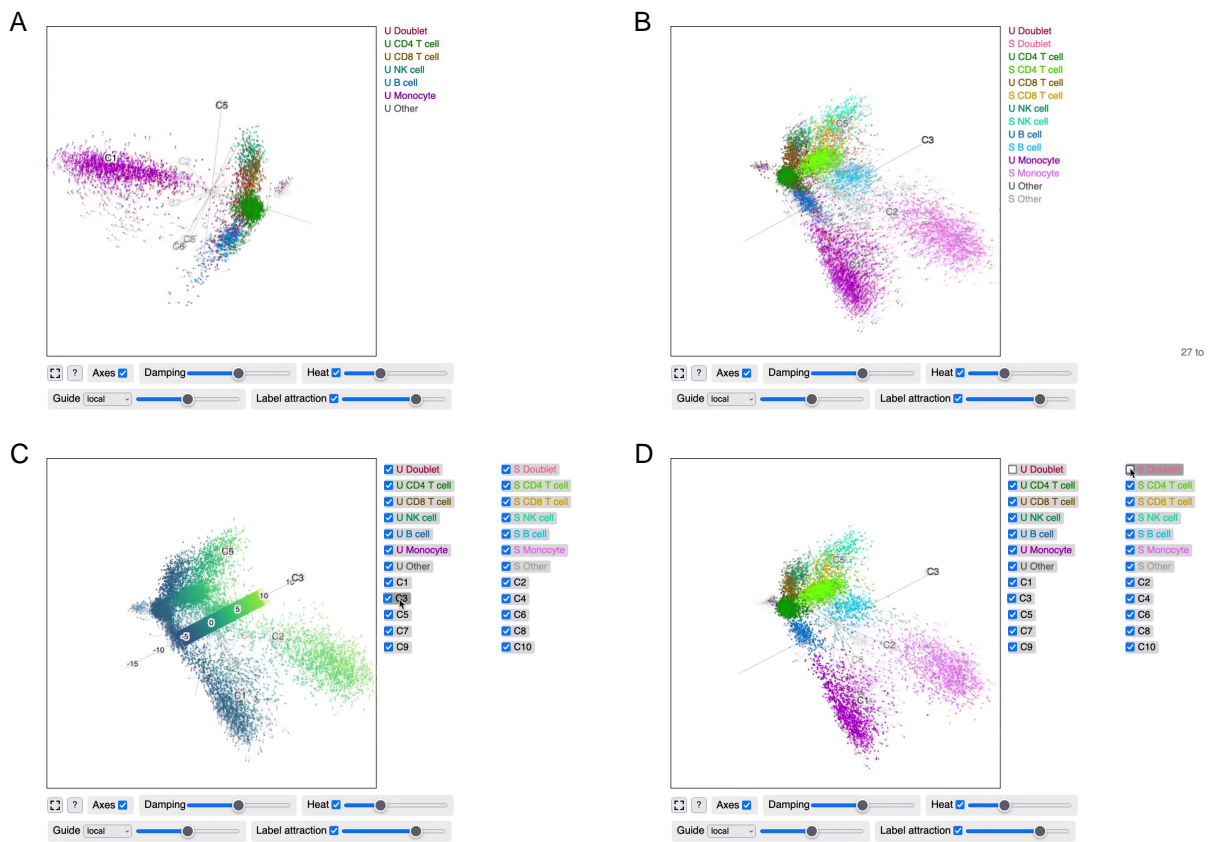 A
U Doublet
U CD4 T cell
U CD8 T cell
U NK cell
U B cell
U Monocyte
U Other
C5
C1
C2
C6
? Axes Damping Heat
Guide local Label attraction
B
U Doublet
S Doublet
U CD4 T cell
S CD4 T cell
U CD8 T cell
S CD8 T cell
U NK cell
S NK cell
U B cell
S B cell
U Monocyte
S Monocyte
U Other
S Other
C5
C3
C2
C1
27 to
? Axes Damping Heat
Guide local Label attraction
C
U Doublet S Doublet
U CD4 T cell S CD4 T cell
U CD8 T cell S CD8 T cell
U NK cell S NK cell
U B cell S B cell
U Monocyte S Monocyte
U Other S Other
C1 C2
C3 C4
C5 C6
C7 C8
C9 C10
C5
C3
10
5
0
-5
-10
-15
C2
C1
? Axes Damping Heat
Guide local Label attraction
D
U Doublet S Doublet
U CD4 T cell S CD4 T cell
U CD8 T cell S CD8 T cell
U NK cell S NK cell
U B cell S B cell
U Monocyte S Monocyte
U Other S Other
C1 C2
C3 C4
C5 C6
C7 C8
C9 C10
C5
C3
C2
C1
? Axes Damping Heat
Guide local Label attraction